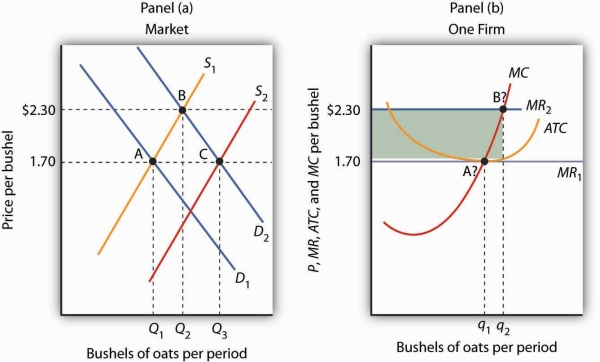 Panel (a)
Market
Price per bushel
$2.30
1.70
S1
S2
B
A
C
D2
D1
Q1 Q2 Q3
Bushels of oats per period
Panel (b)
One Firm
P, MR, ATC, and MC per bushel
$2.30
1.70
MC
B?
MR2
ATC
A?
MR1
q1 q2
Bushels of oats per period